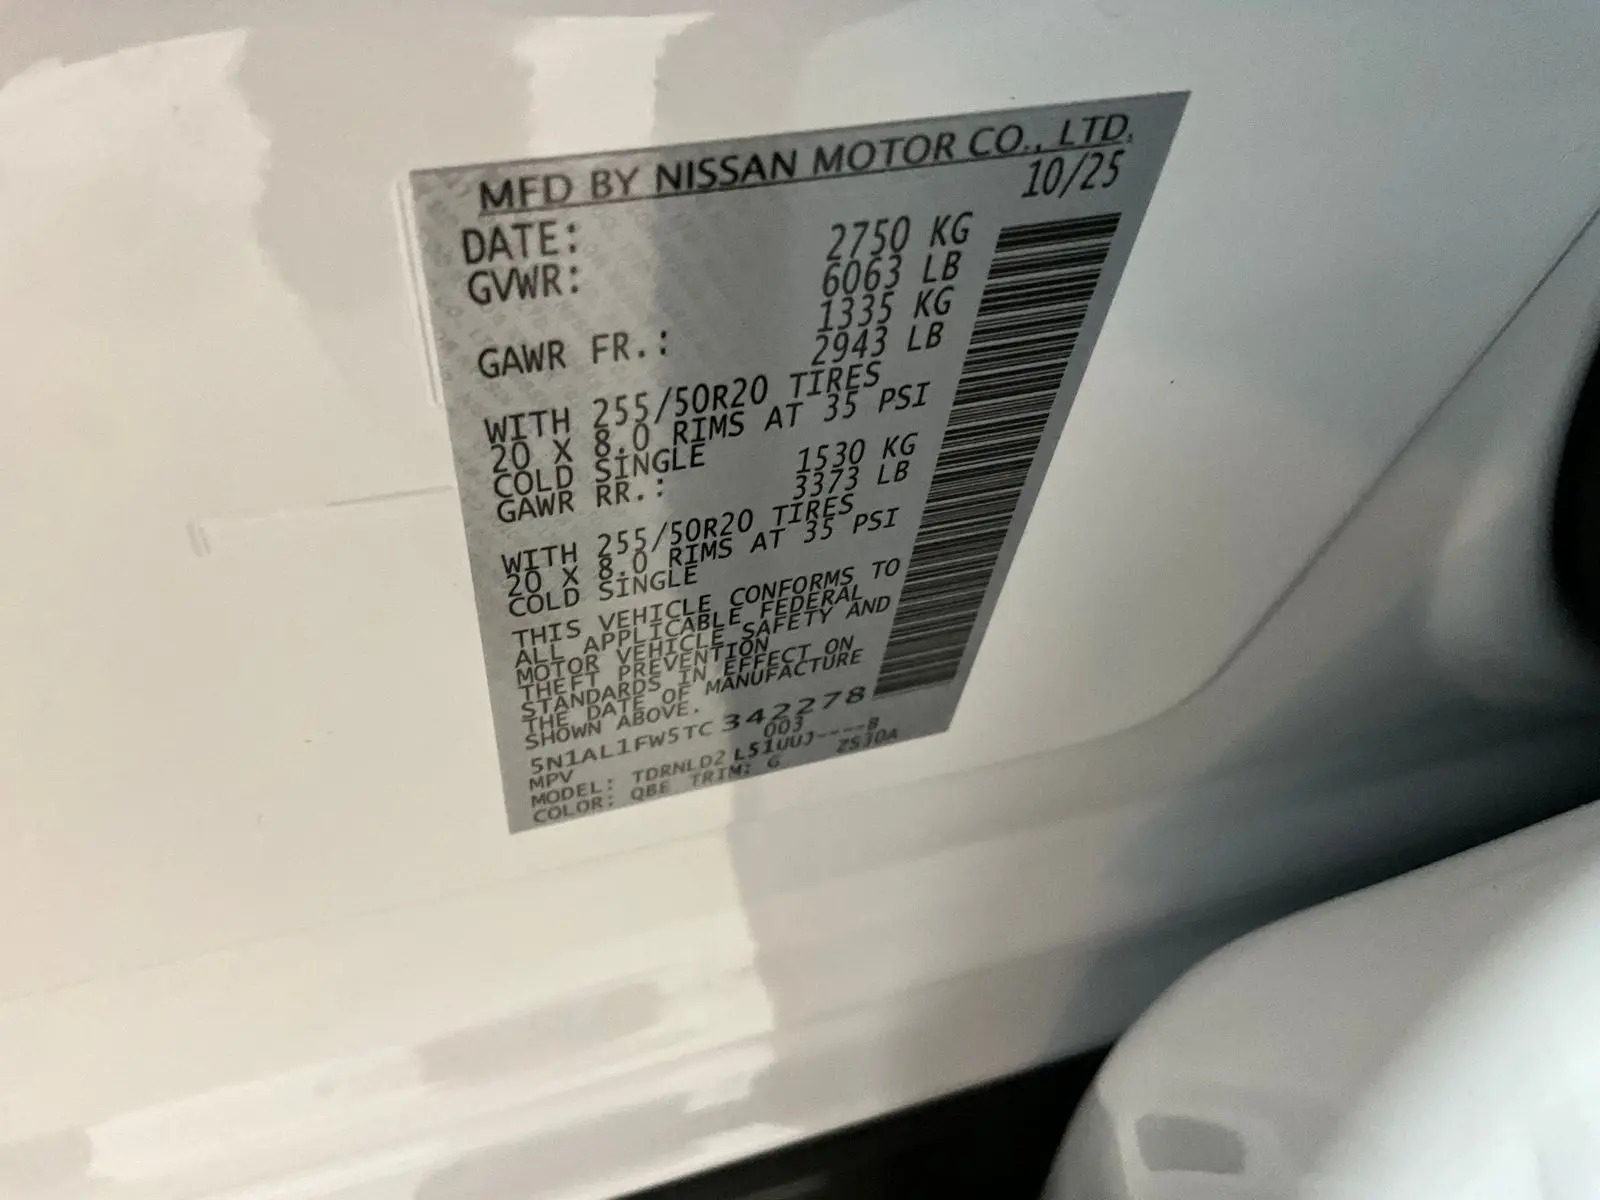 MFD BY NISSAN MOTOR CO., LTD.
DATE: 10/25
GVWR: 2750 KG
6063 LB
GAWR FR.: 1335 KG
2943 LB
WITH 255/50R20 TIRES
20 X 8.0 RIMS AT 35 PSI
COLD SINGLE
GAWR RR.: 1530 KG
3373 LB
WITH 255/50R20 TIRES
20 X 8.0 RIMS AT 35 PSI
COLD SINGLE
THIS VEHICLE CONFORMS TO
ALL APPLICABLE FEDERAL
MOTOR VEHICLE SAFETY AND
THEFT PREVENTION
STANDARDS IN EFFECT ON
THE DATE OF MANUFACTURE
SHOWN ABOVE.
5N1AL1FW5TC342278
MPV 003
MODEL: TDRNLD2 L51UUJ----B
COLOR: QBE TRIM: G ZS30A